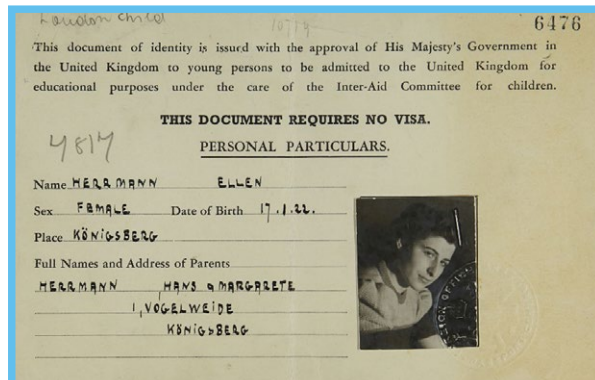 London Child
6476
This document of identity is issued with the approval of His Majesty's Government in
the United Kingdom to young persons to be admitted to the United Kingdom for
educational purposes under the care of the Inter-Aid Committee for children.
THIS DOCUMENT REQUIRES NO VISA.
4814
PERSONAL PARTICULARS.
Name HERRMANN ELLEN
Sex FEMALE Date of Birth 17.1.22.
Place KÖNIGSBERG
Full Names and Address of Parents
HERRMANN , HANS & MARGARETE
1, VOGELWEIDE
KÖNIGSBERG